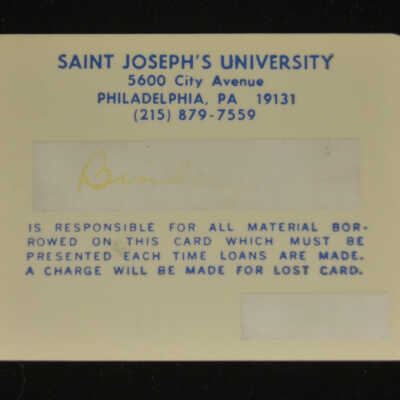 SAINT JOSEPH'S UNIVERSITY
5600 City Avenue
PHILADELPHIA, PA 19131
(215) 879-7559
IS RESPONSIBLE FOR ALL MATERIAL BOR-
ROWED ON THIS CARD WHICH MUST BE
PRESENTED EACH TIME LOANS ARE MADE.
A CHARGE WILL BE MADE FOR LOST CARD.